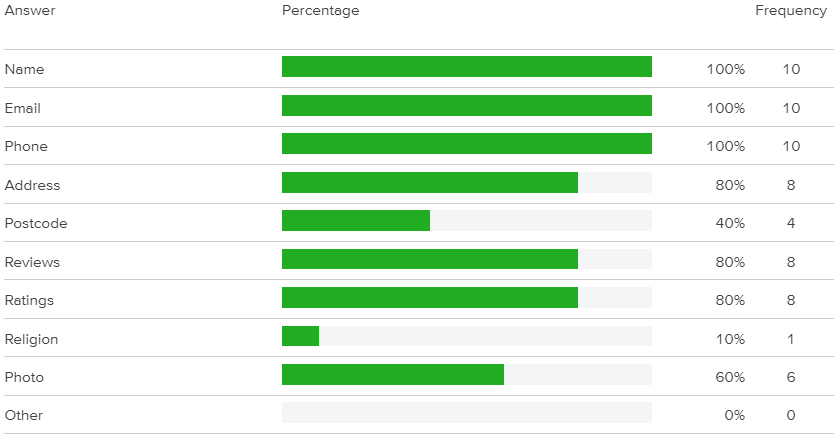 Answer Percentage Frequency
Name 100% 10
Email 100% 10
Phone 100% 10
Address 80% 8
Postcode 40% 4
Reviews 80% 8
Ratings 80% 8
Religion 10% 1
Photo 60% 6
Other 0% 0